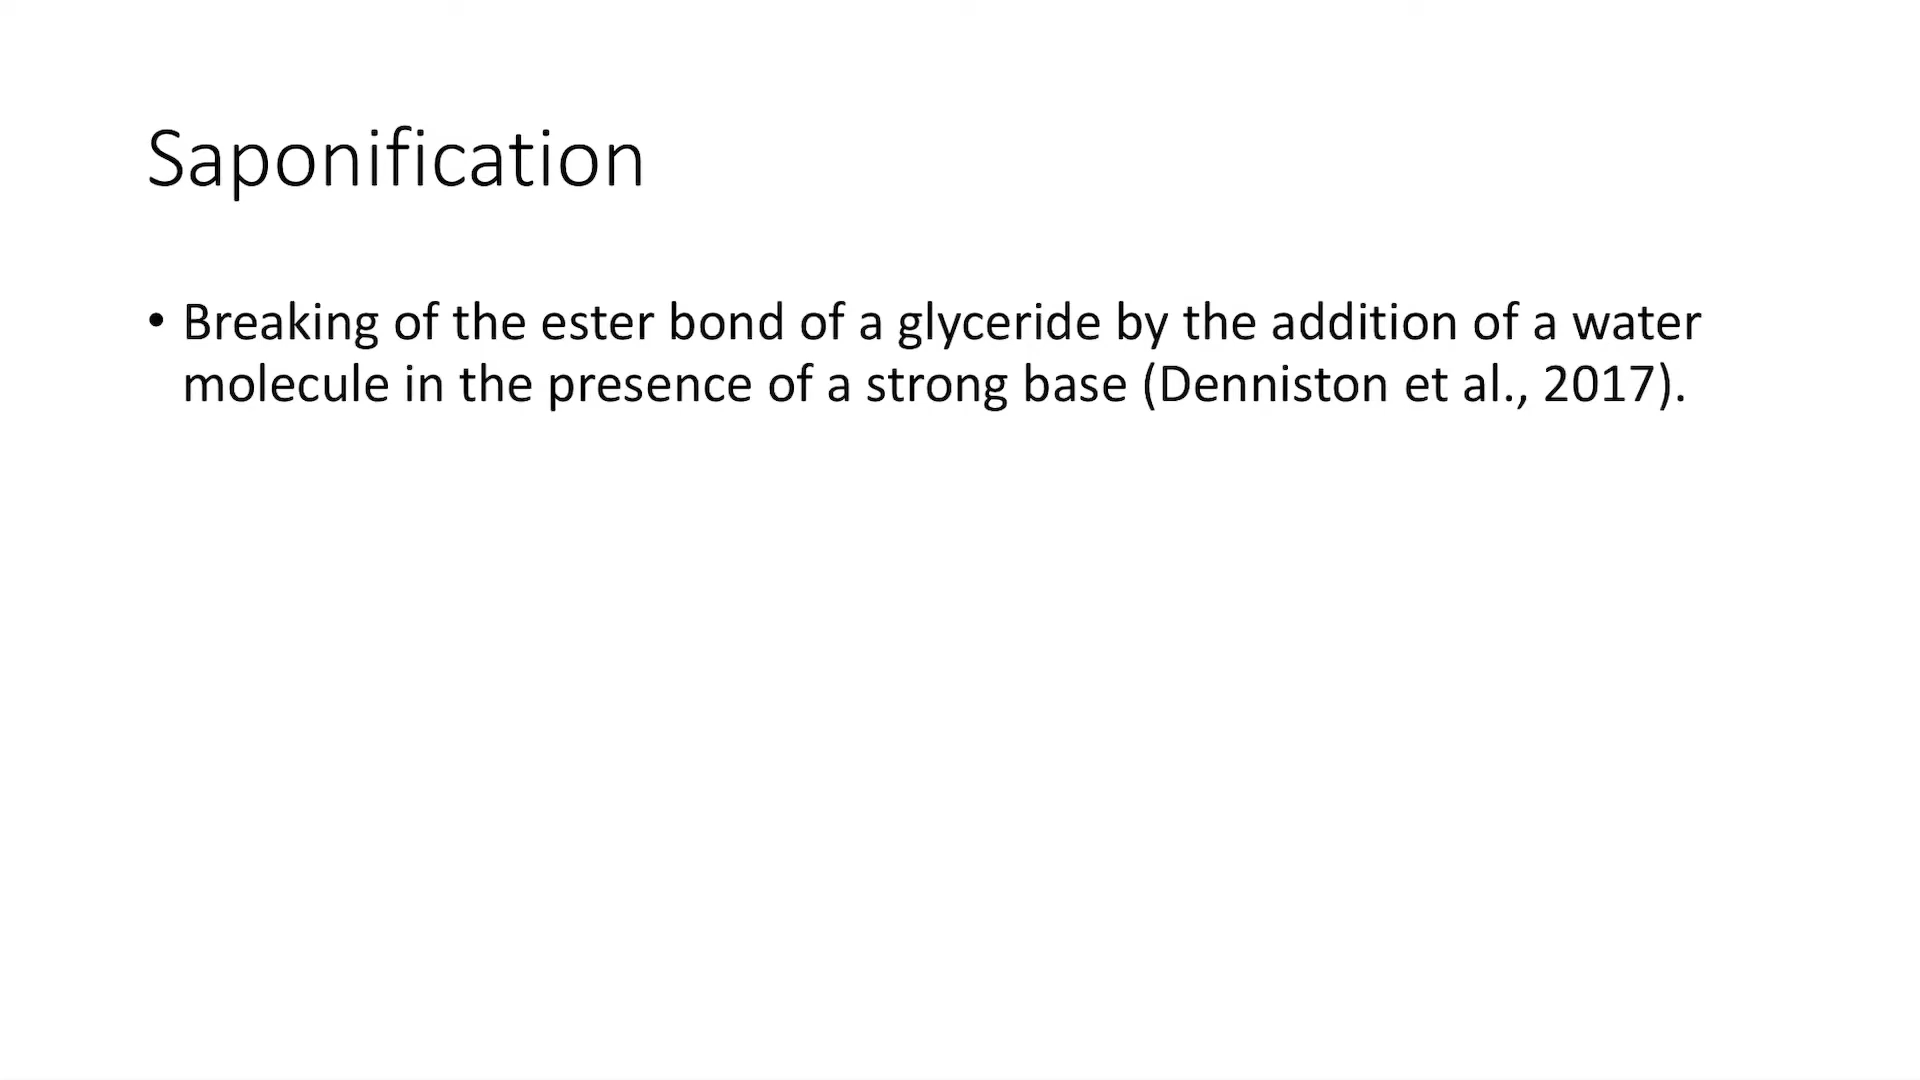 Saponification
• Breaking of the ester bond of a glyceride by the addition of a water
molecule in the presence of a strong base (Denniston et al., 2017).